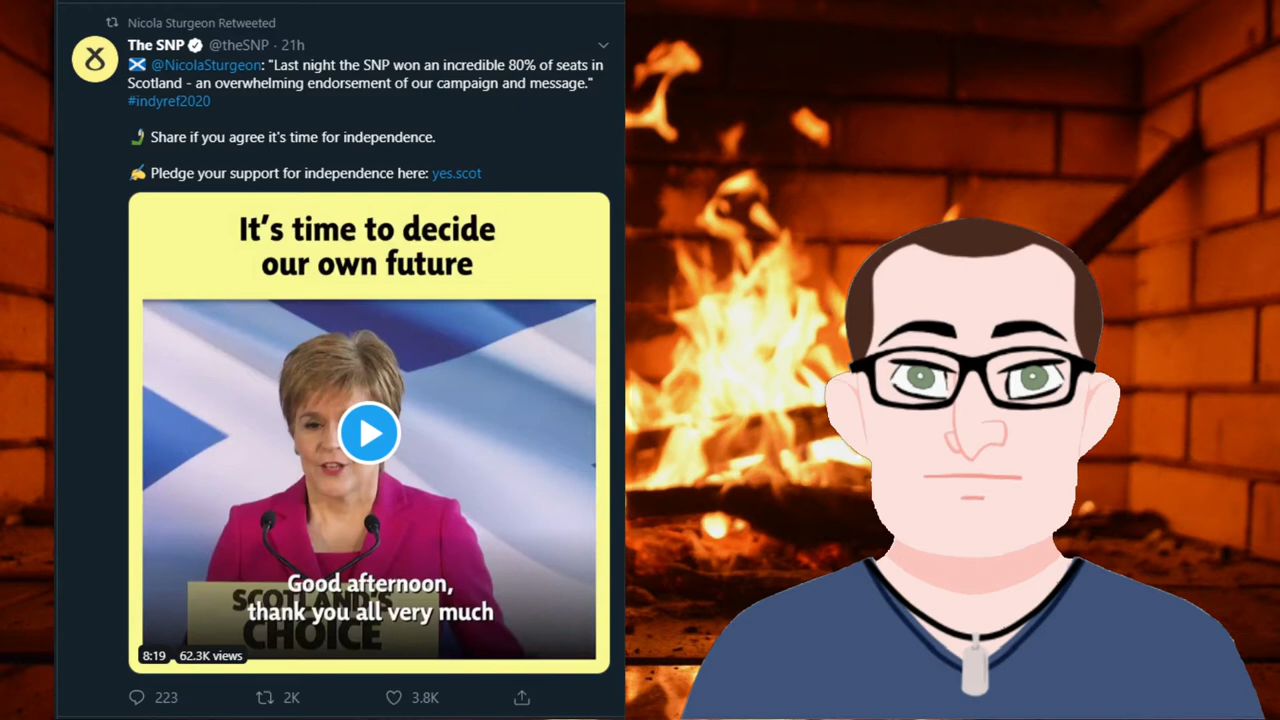 Nicola Sturgeon Retweeted
The SNP @theSNP · 21h
@NicolaSturgeon: "Last night the SNP won an incredible 80% of seats in
Scotland - an overwhelming endorsement of our campaign and message."
#indyref2020
Share if you agree it's time for independence.
Pledge your support for independence here: yes.scot
It's time to decide
our own future
Good afternoon,
thank you all very much
SCOTLAND'S
CHOICE
8:19 62.3K views
223 2K 3.8K